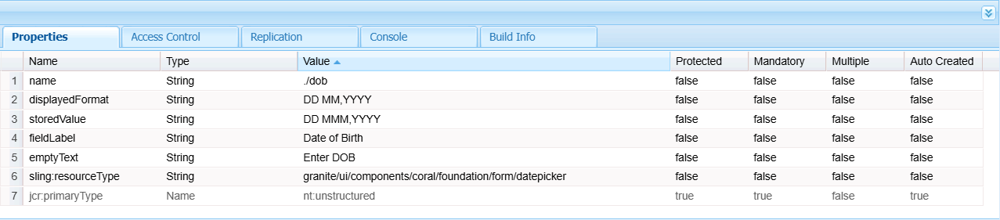 Properties Access Control Replication Console Build Info
Name Type Value Protected Mandatory Multiple Auto Created
1 name String ./dob false false false false
2 displayedFormat String DD MM,YYYY false false false false
3 storedValue String DD MMM,YYYY false false false false
4 fieldLabel String Date of Birth false false false false
5 emptyText String Enter DOB false false false false
6 sling:resourceType String granite/ui/components/coral/foundation/form/datepicker false false false false
7 jcr:primaryType Name nt:unstructured true true false true